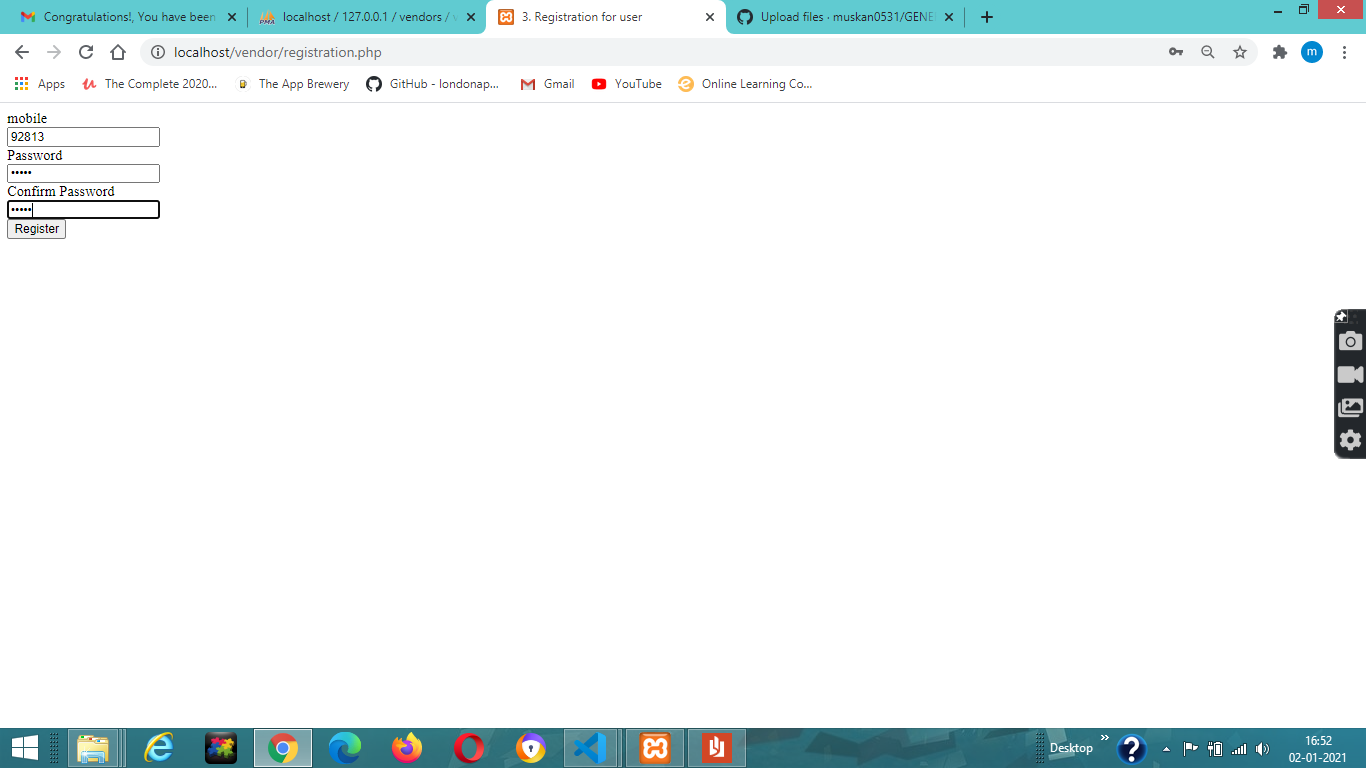 Congratulations!, You have been
localhost / 127.0.0.1 / vendors / v
3. Registration for user
Upload files · muskan0531/GENE
localhost/vendor/registration.php
m
Apps
The Complete 2020...
The App Brewery
GitHub - londonap...
Gmail
YouTube
Online Learning Co...
mobile
92813
Password
•••••
Confirm Password
•••••
Register
Desktop
16:52
02-01-2021